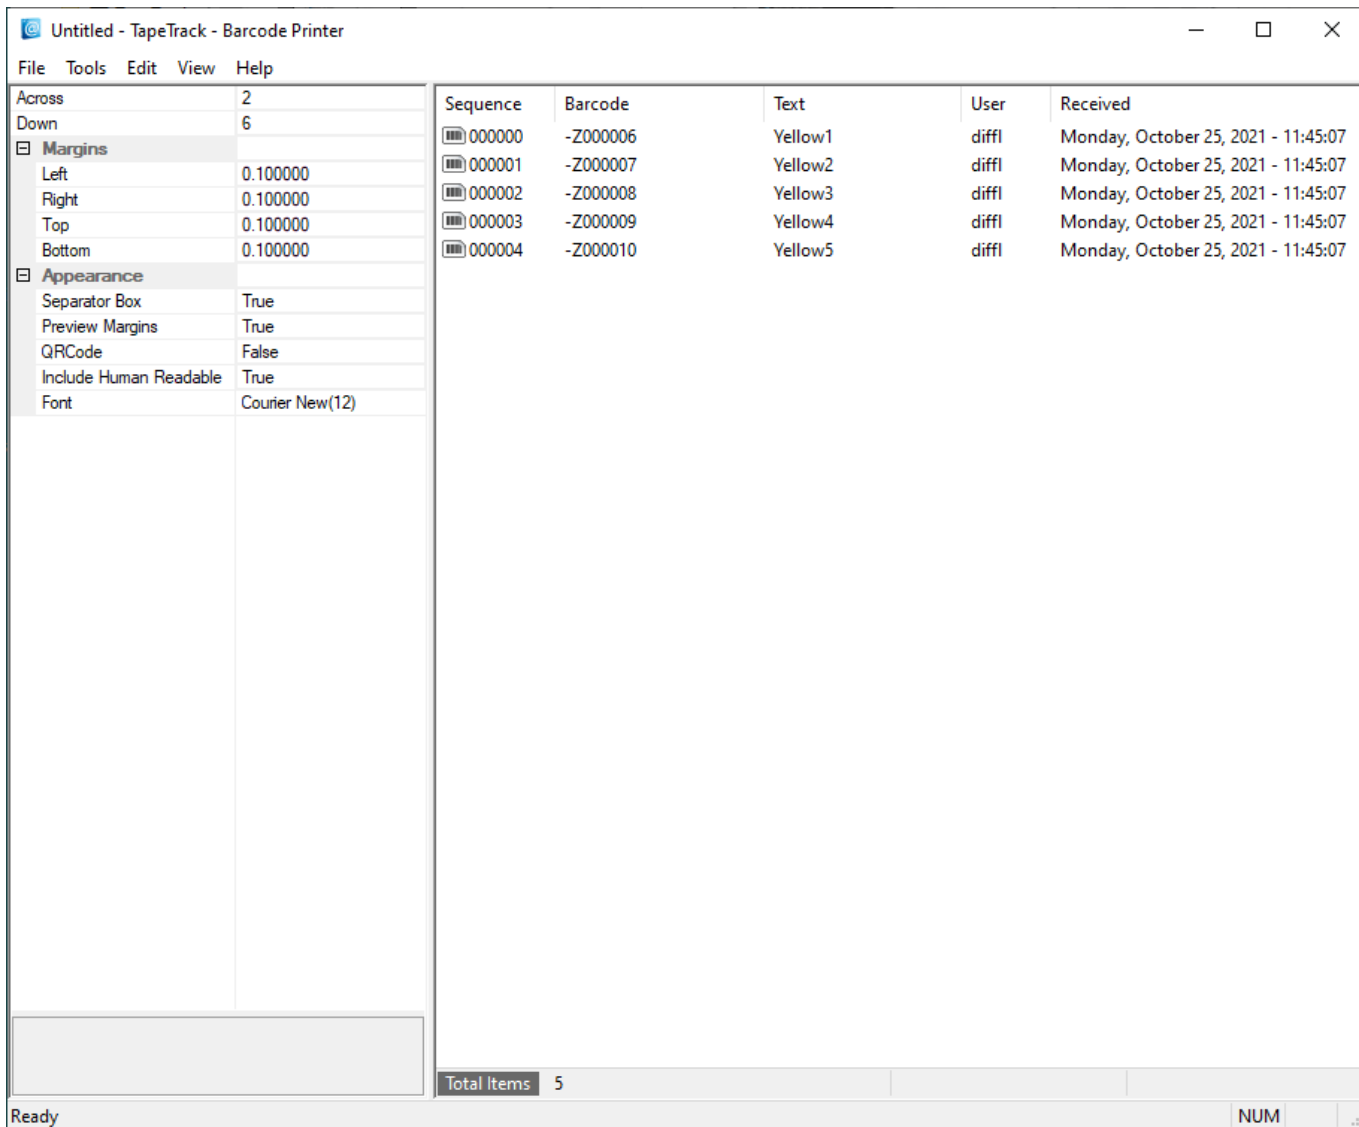 Untitled - TapeTrack - Barcode Printer
File Tools Edit View Help
Across 2
Down 6
Margins
Left 0.100000
Right 0.100000
Top 0.100000
Bottom 0.100000
Appearance
Separator Box True
Preview Margins True
QRCode False
Include Human Readable True
Font Courier New(12)
Sequence Barcode Text User Received
000000 -Z000006 Yellow1 diffl Monday, October 25, 2021 - 11:45:07
000001 -Z000007 Yellow2 diffl Monday, October 25, 2021 - 11:45:07
000002 -Z000008 Yellow3 diffl Monday, October 25, 2021 - 11:45:07
000003 -Z000009 Yellow4 diffl Monday, October 25, 2021 - 11:45:07
000004 -Z000010 Yellow5 diffl Monday, October 25, 2021 - 11:45:07
Total Items 5
Ready NUM